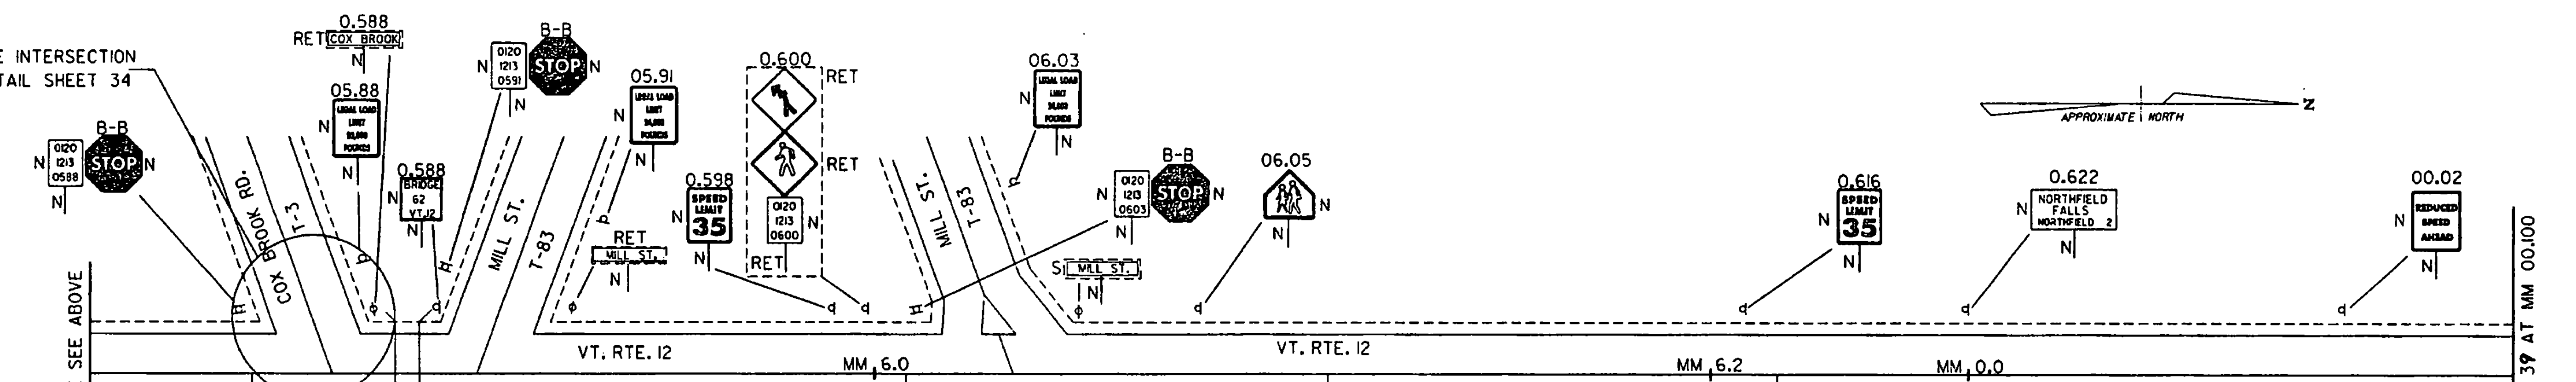 E INTERSECTION
TAIL SHEET 34
0.588
RET COX BROOK
N
05.88
N
LEGAL LOAD
LIMIT
POUNDS
N
B-B
N 0120
1213
0588
STOP N
N
0.588
N BRIDGE
62
VT.12
N
B-B
N 0120
1213
0591
STOP N
N
05.91
N
LEGAL LOAD
LIMIT
POUNDS
N
RET
MILL ST.
N
0.598
N
SPEED
LIMIT
35
N
0.600
RET
RET
0120
1213
0600
N
RET
06.03
N
LEGAL LOAD
LIMIT
POUNDS
N
B-B
N 0120
1213
0603
STOP N
N
SI MILL ST.
N
06.05
N
N
APPROXIMATE NORTH
N
0.616
N
SPEED
LIMIT
35
N
0.622
N
NORTHFIELD
FALLS
NORTHFIELD 2
N
00.02
N
REDUCED
SPEED
AHEAD
N
COX BROOK RD.
T-3
MILL ST.
T-83
MILL ST.
T-83
SEE ABOVE
VT. RTE. 12
VT. RTE. 12
MM 6.0
MM 6.2
MM 0.0
39 AT MM 00.100